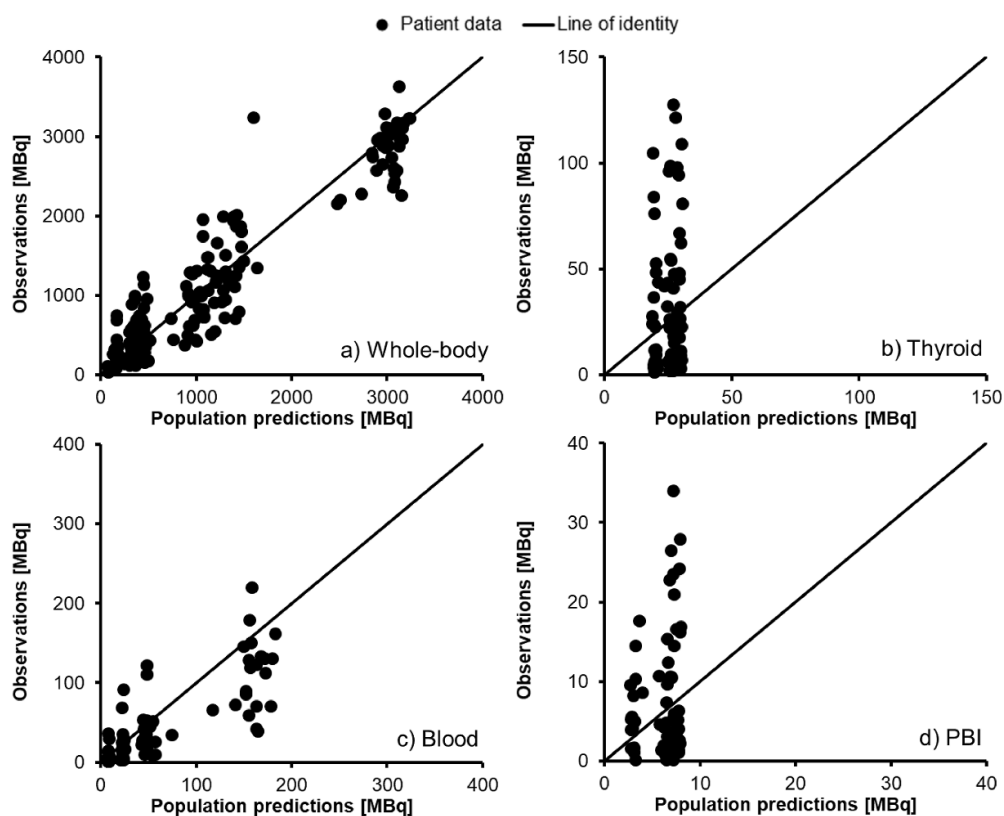 Patient data Line of identity
4000
3000
2000
1000
0
Observations [MBq]
0 1000 2000 3000 4000
Population predictions [MBq]
a) Whole-body
150
100
50
0
Observations [MBq]
0 50 100 150
Population predictions [MBq]
b) Thyroid
400
300
200
100
0
Observations [MBq]
0 100 200 300 400
Population predictions [MBq]
c) Blood
40
30
20
10
0
Observations [MBq]
0 10 20 30 40
Population predictions [MBq]
d) PBI